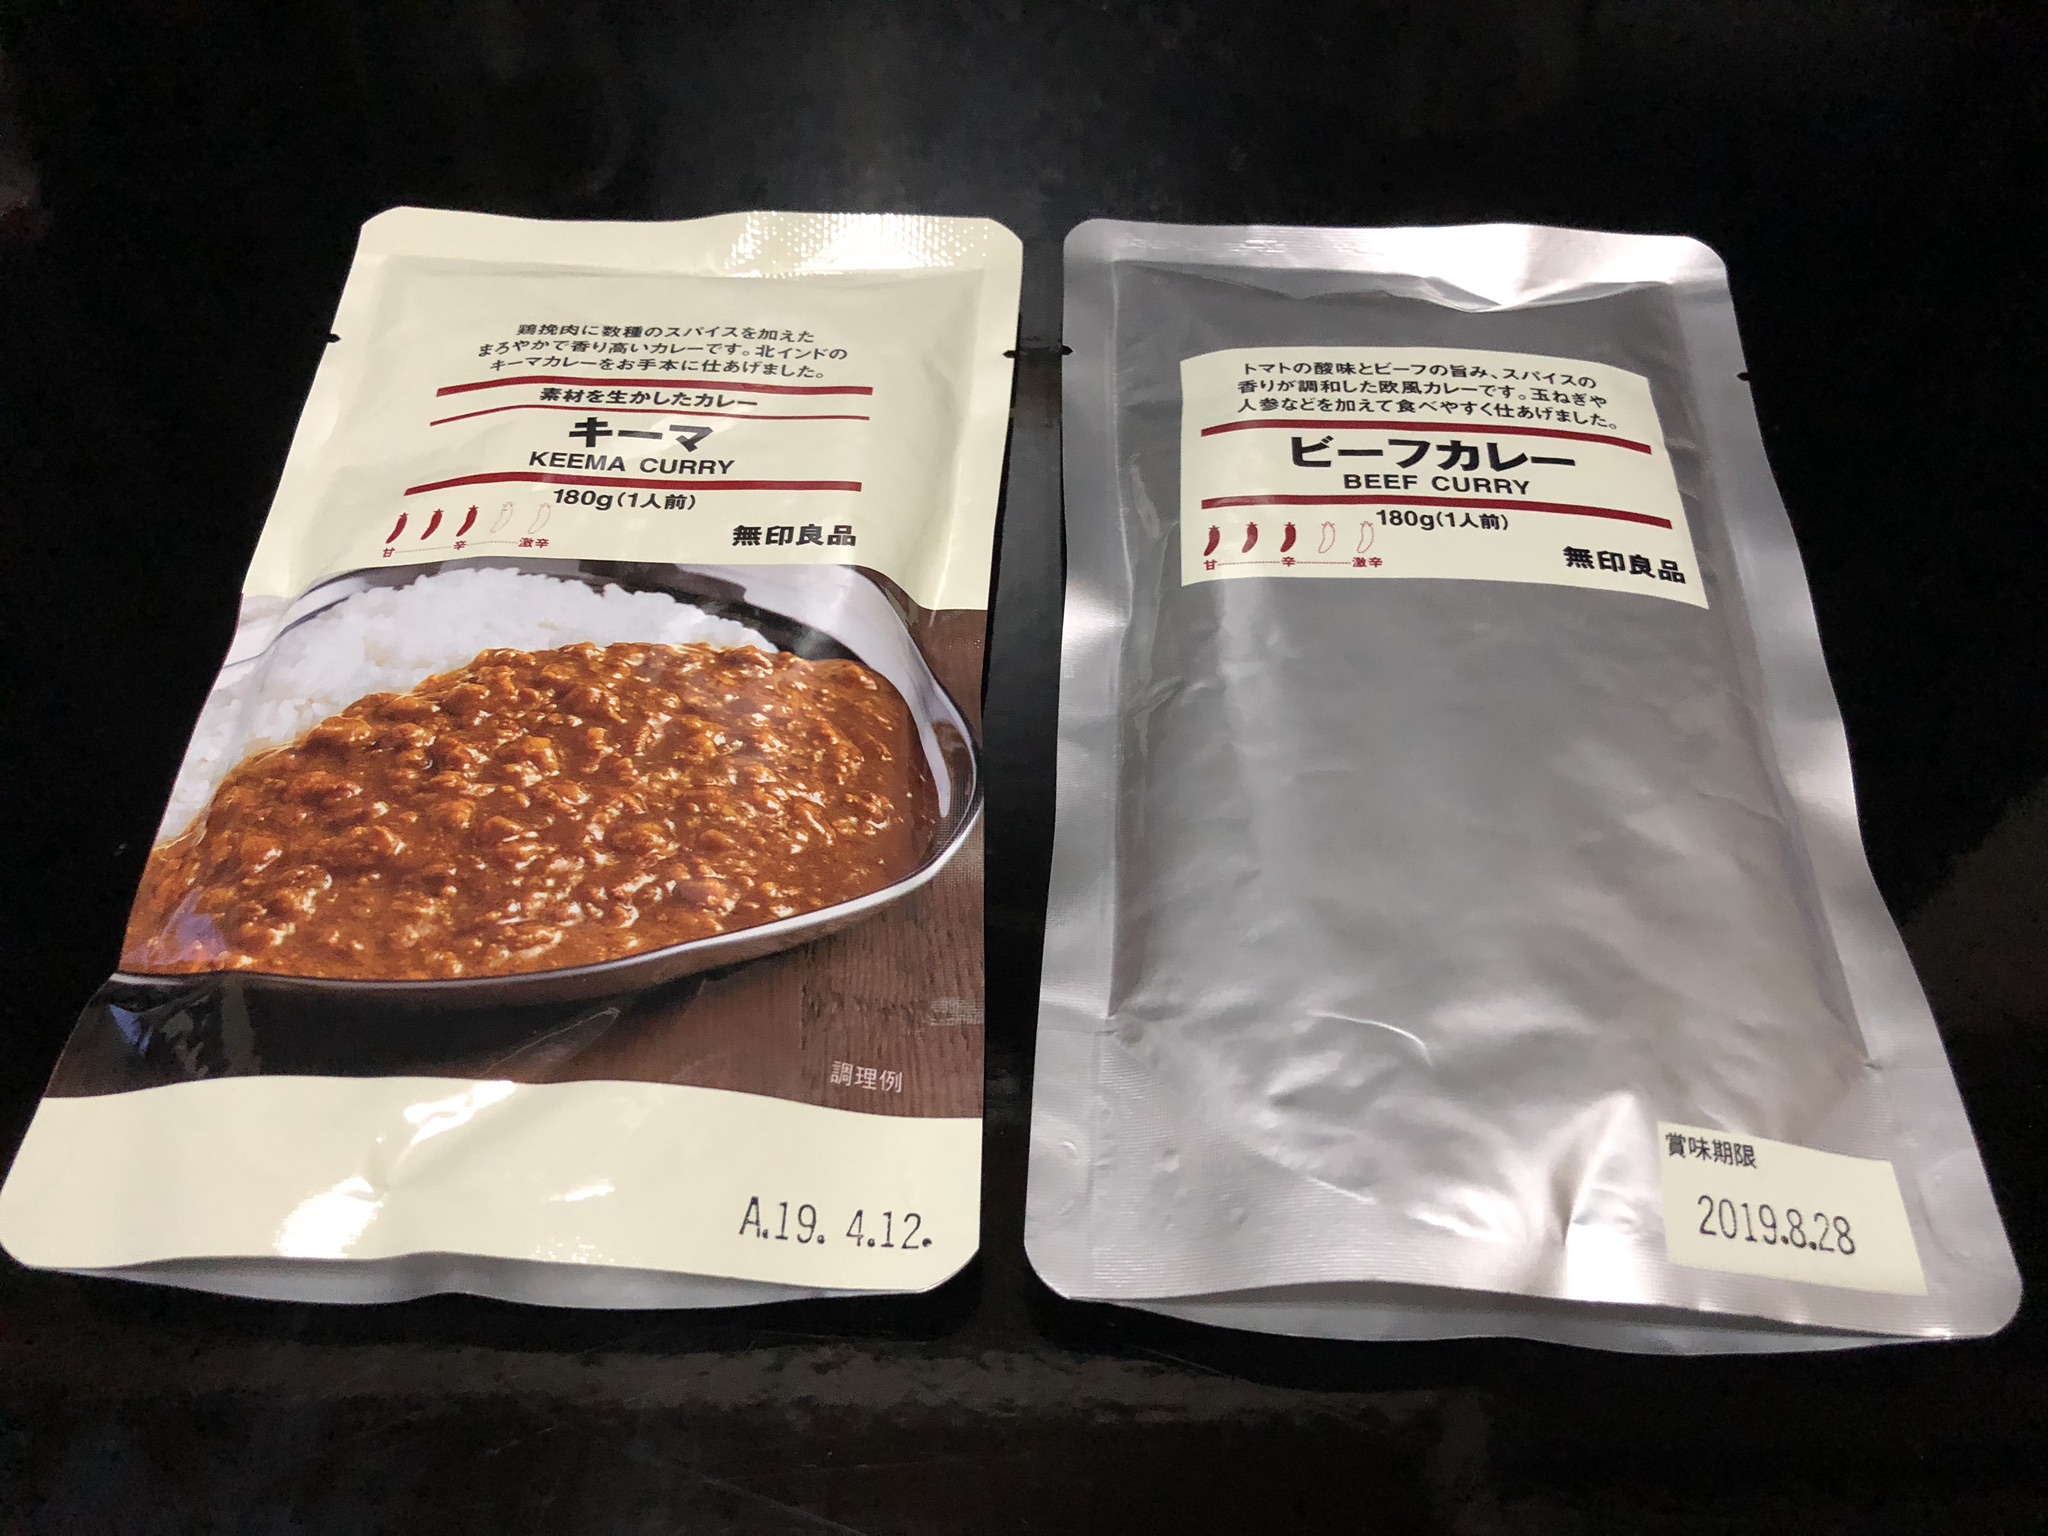 鶏挽肉に数種のスパイスを加えた
まろやかで香り高いカレーです。北インドの
キーマカレーをお手本に仕あげました。
素材を生かしたカレー
キーマ
KEEMA CURRY
180g(1人前)
甘 辛 激辛
無印良品
調理例
A.19. 4.12.
トマトの酸味とビーフの旨み、スパイスの
香りが調和した欧風カレーです。玉ねぎや
人参などを加えて食べやすく仕あげました。
ビーフカレー
BEEF CURRY
180g(1人前)
甘 辛 激辛
無印良品
賞味期限
2019.8.28